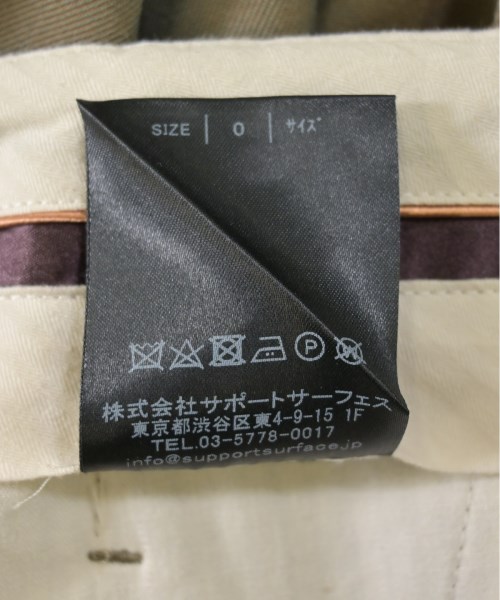 SIZE | 0 | サイズ
P W
株式会社サポートサーフェス
東京都渋谷区東4-9-15 1F
TEL.03-5778-0017
info@supportsurface.jp